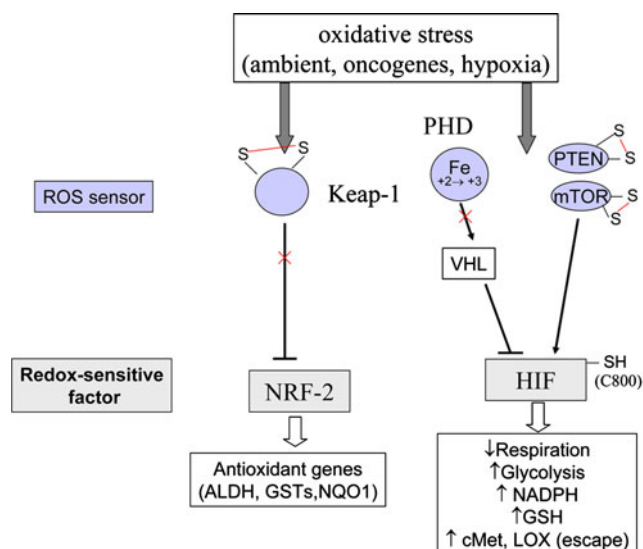 oxidative stress
(ambient, oncogenes, hypoxia)
PHD
S S
S
PTEN
S
Fe
+2→ +3
ROS sensor
Keap-1
S
mTOR
S
VHL
Redox-sensitive
factor
NRF-2
HIF
SH
(C800)
Antioxidant genes
(ALDH, GSTs,NQO1)
↓Respiration
↑Glycolysis
↑ NADPH
↑GSH
↑ cMet, LOX (escape)